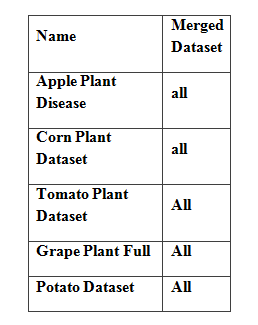 Name
Merged
Dataset
Apple Plant
Disease
all
Corn Plant
Dataset
all
Tomato Plant
Dataset
All
Grape Plant Full
All
Potato Dataset
All